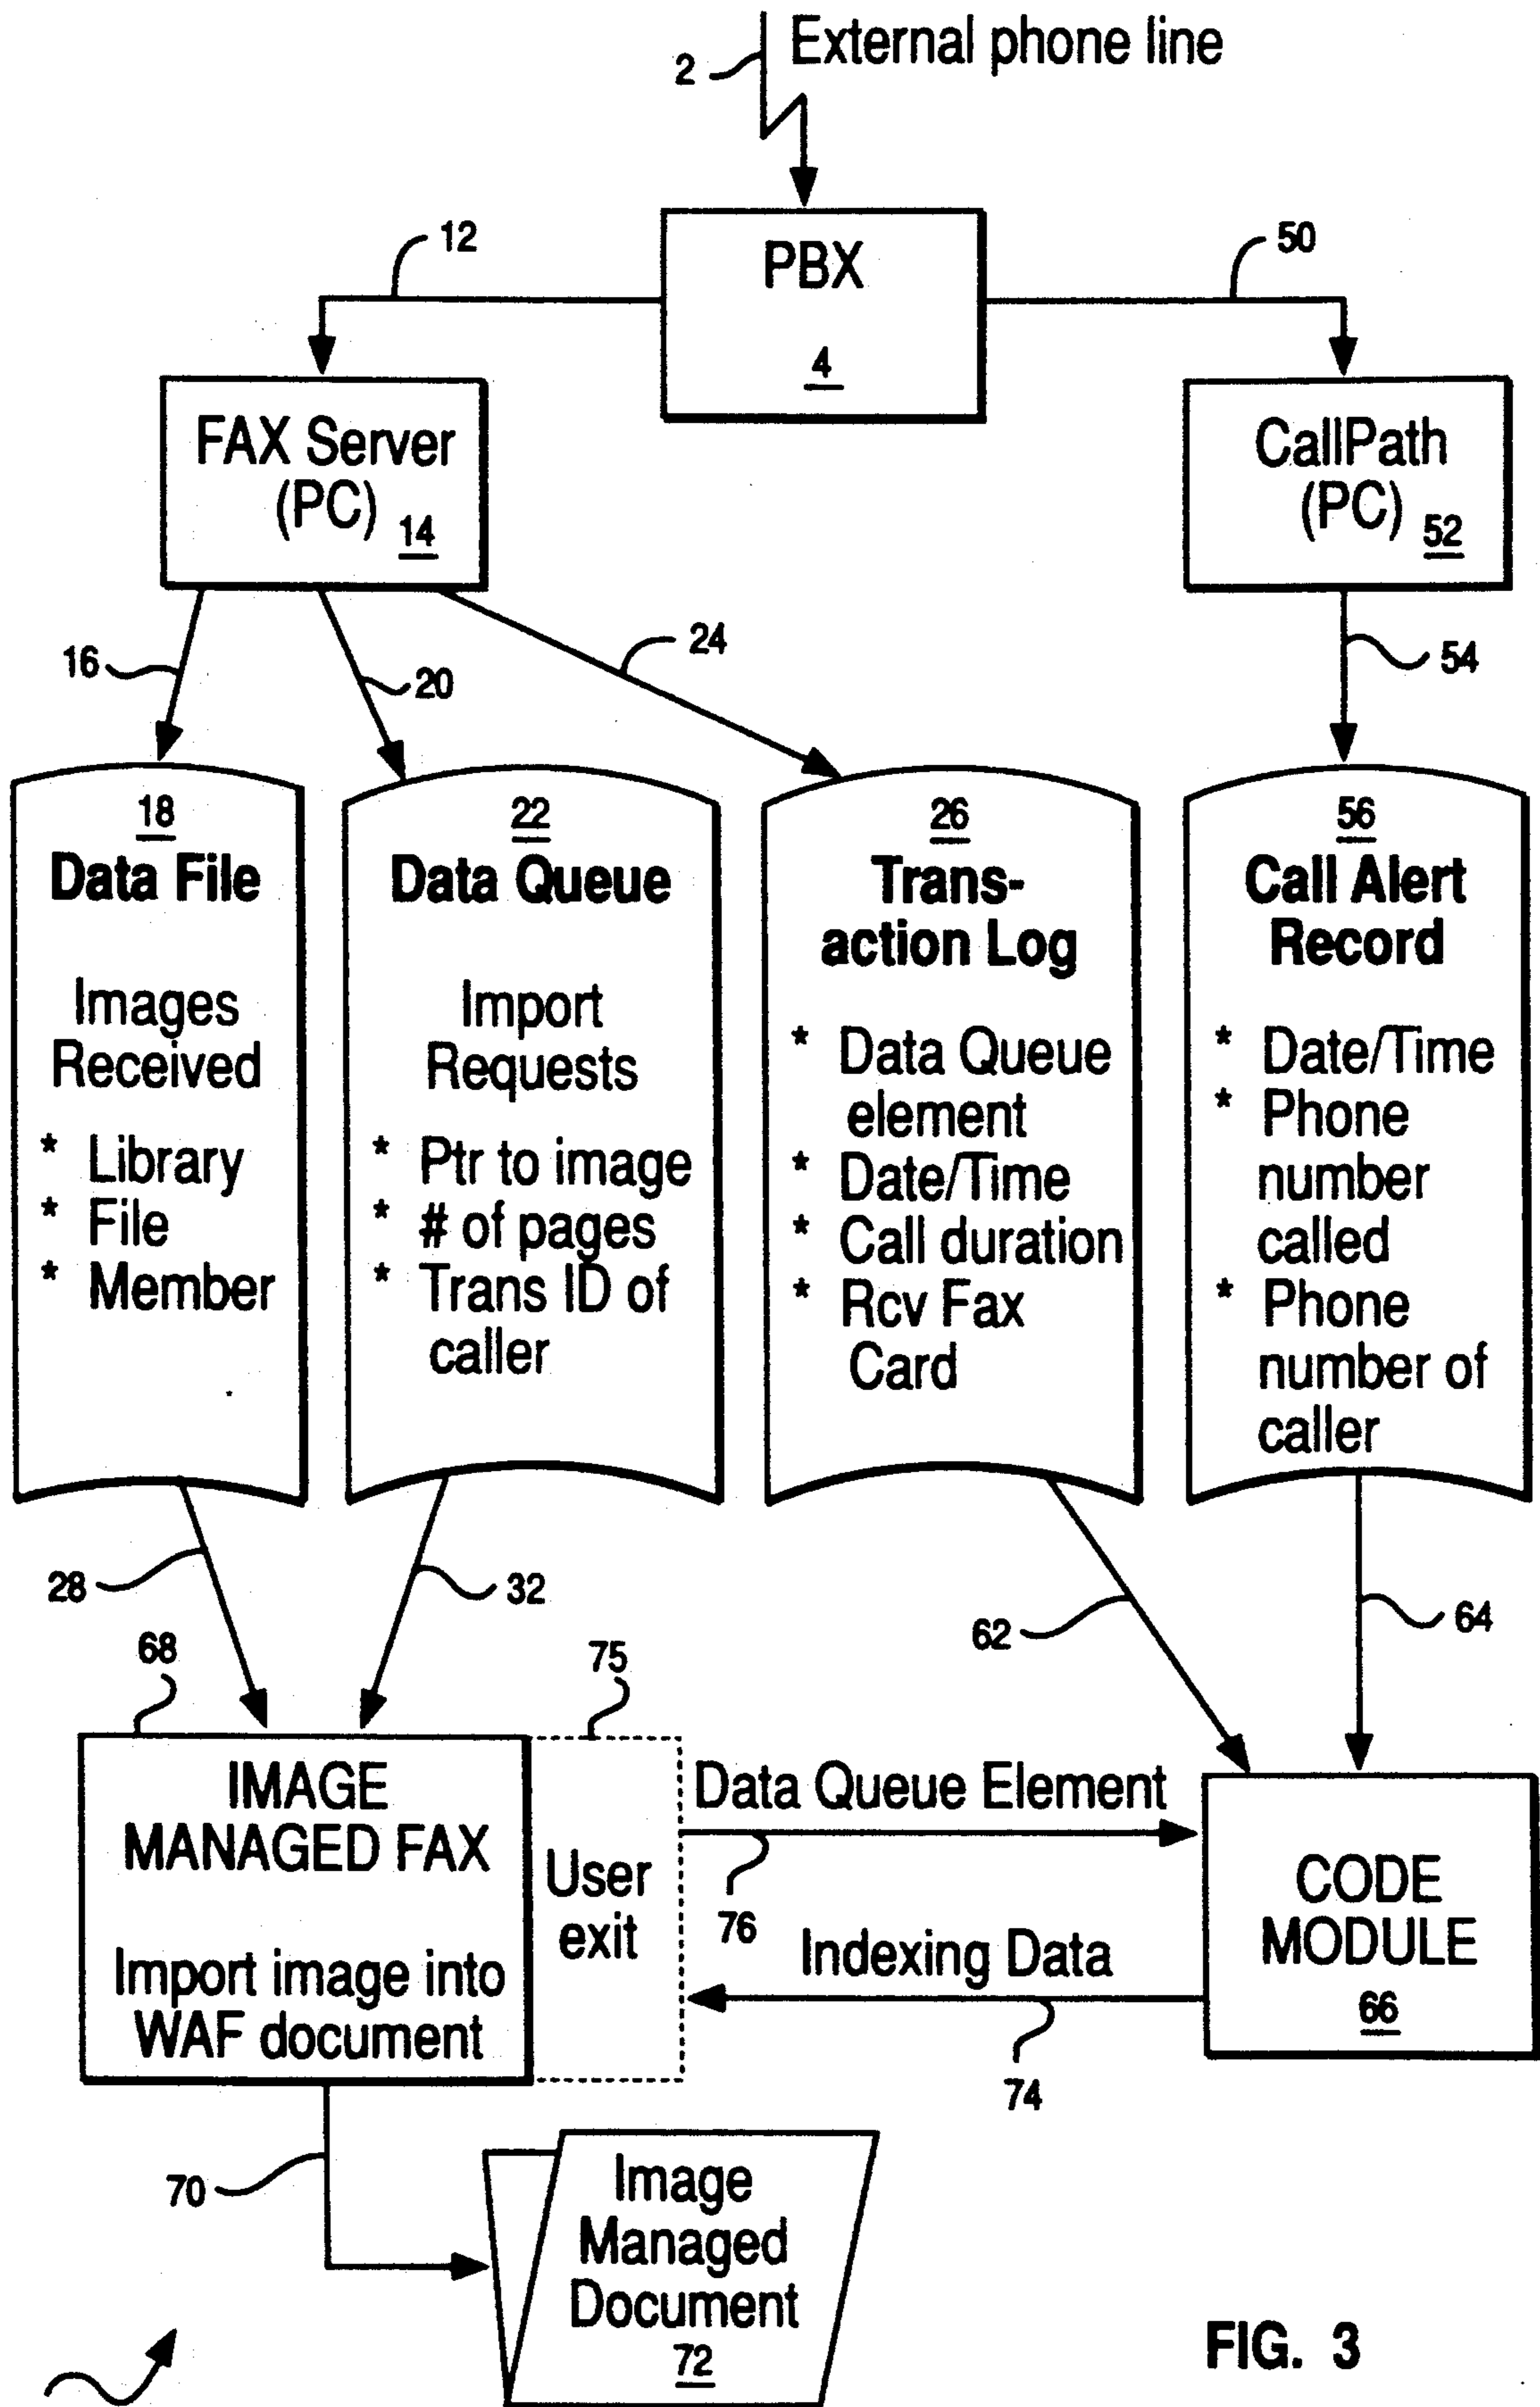 External phone line
2
12
PBX
4
50
FAX Server
(PC)
14
CallPath
(PC)
52
16
20
24
54
18
Data File
Images
Received
* Library
* File
* Member
22
Data Queue
Import
Requests
* Ptr to image
* # of pages
* Trans ID of
caller
26
Trans-
action Log
* Data Queue
element
* Date/Time
* Call duration
* Rcv Fax
Card
56
Call Alert
Record
* Date/Time
* Phone
number
called
* Phone
number of
caller
28
32
62
64
68
75
IMAGE
MANAGED FAX
Import image into
WAF document
User
exit
Data Queue Element
76
Indexing Data
74
CODE
MODULE
66
70
Image
Managed
Document
72
FIG. 3